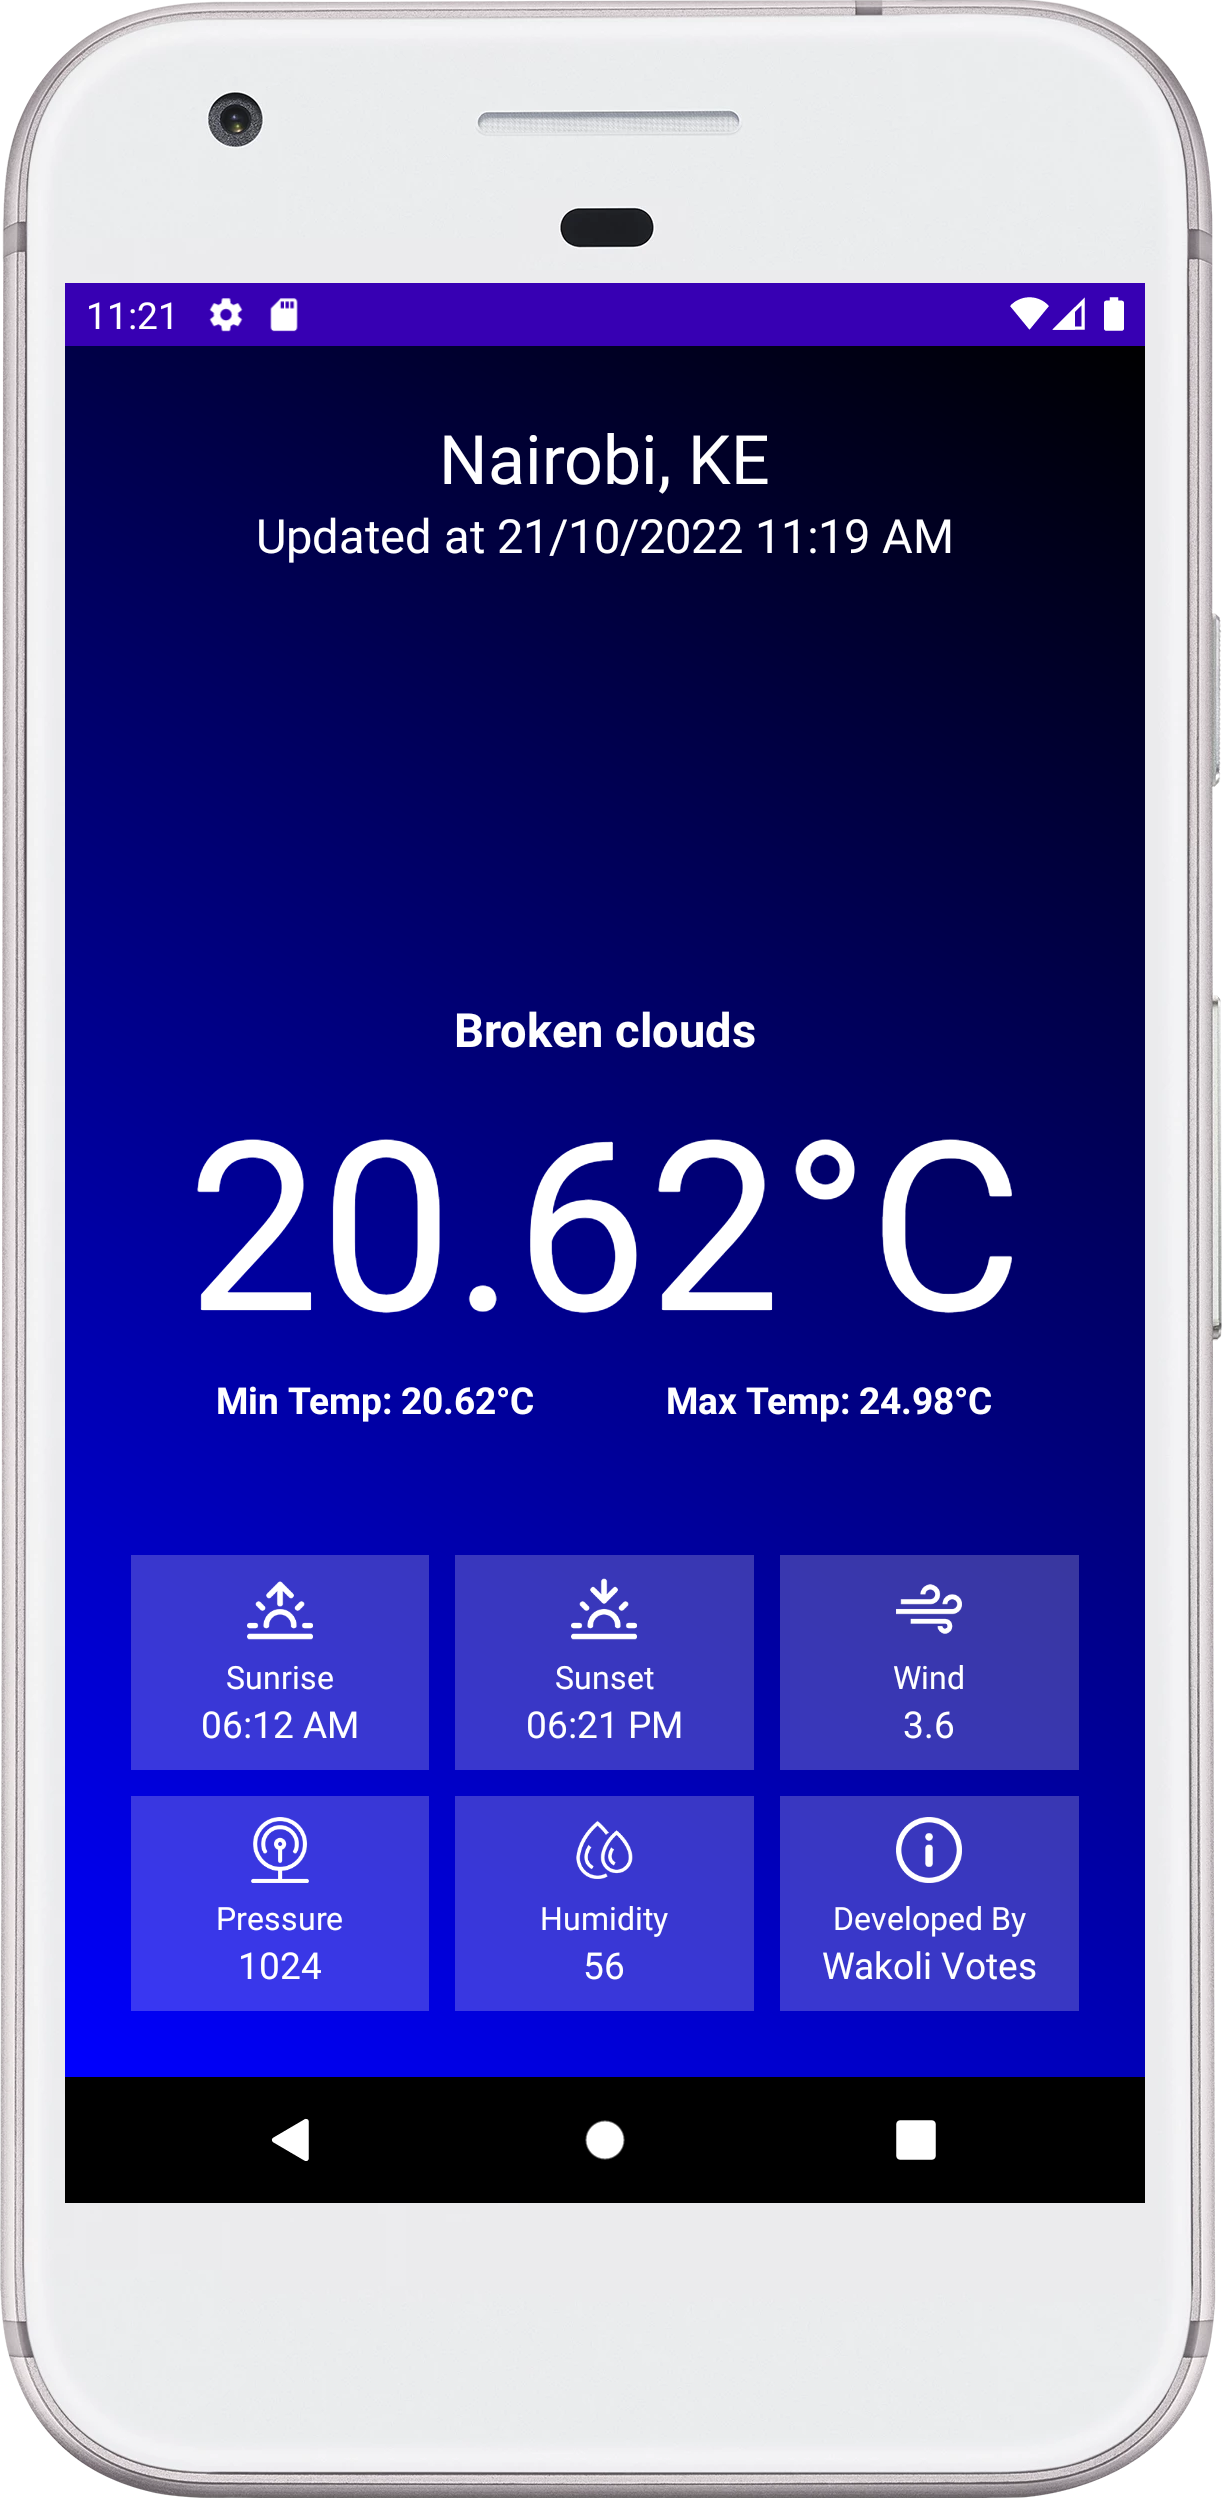 11:21
Nairobi, KE
Updated at 21/10/2022 11:19 AM
Broken clouds
20.62°C
Min Temp: 20.62°C Max Temp: 24.98°C
Sunrise
06:12 AM
Sunset
06:21 PM
Wind
3.6
Pressure
1024
Humidity
56
Developed By
Wakoli Votes